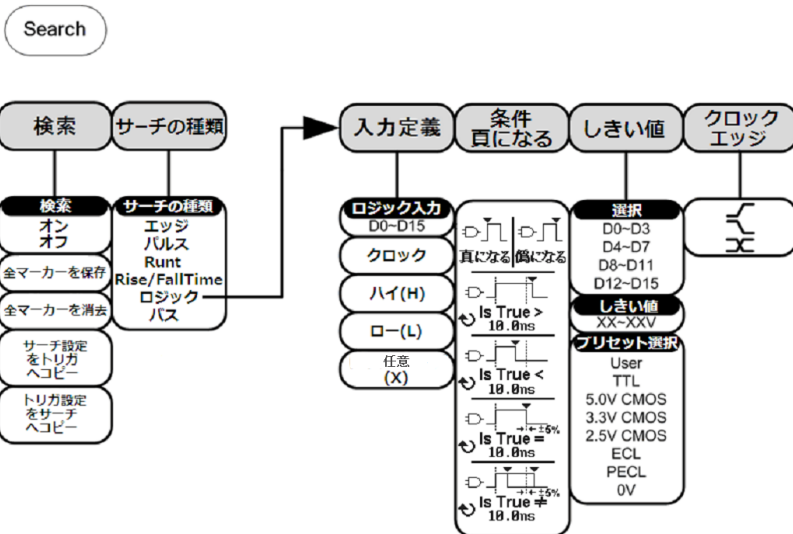 Search
検索
サーチの種類
入力定義
条件
頁になる
しきい値
クロック
エッジ
検索
オン
オフ
全マーカーを保存
全マーカーを消去
サーチ設定
をトリガ
へコピー
トリガ設定
をサーチ
へコピー
サーチの種類
エッジ
パルス
Runt
Rise/FallTime
ロジック
バス
ロジック入力
D0~D15
クロック
ハイ(H)
ロー(L)
任意
(X)
真になる 僞になる
Is True >
10.0ns
Is True <
10.0ns
±5%
Is True =
10.0ns
±5%
Is True ≠
10.0ns
選択
D0~D3
D4~D7
D8~D11
D12~D15
しきい値
XX~XXV
プリセット選択
User
TTL
5.0V CMOS
3.3V CMOS
2.5V CMOS
ECL
PECL
0V